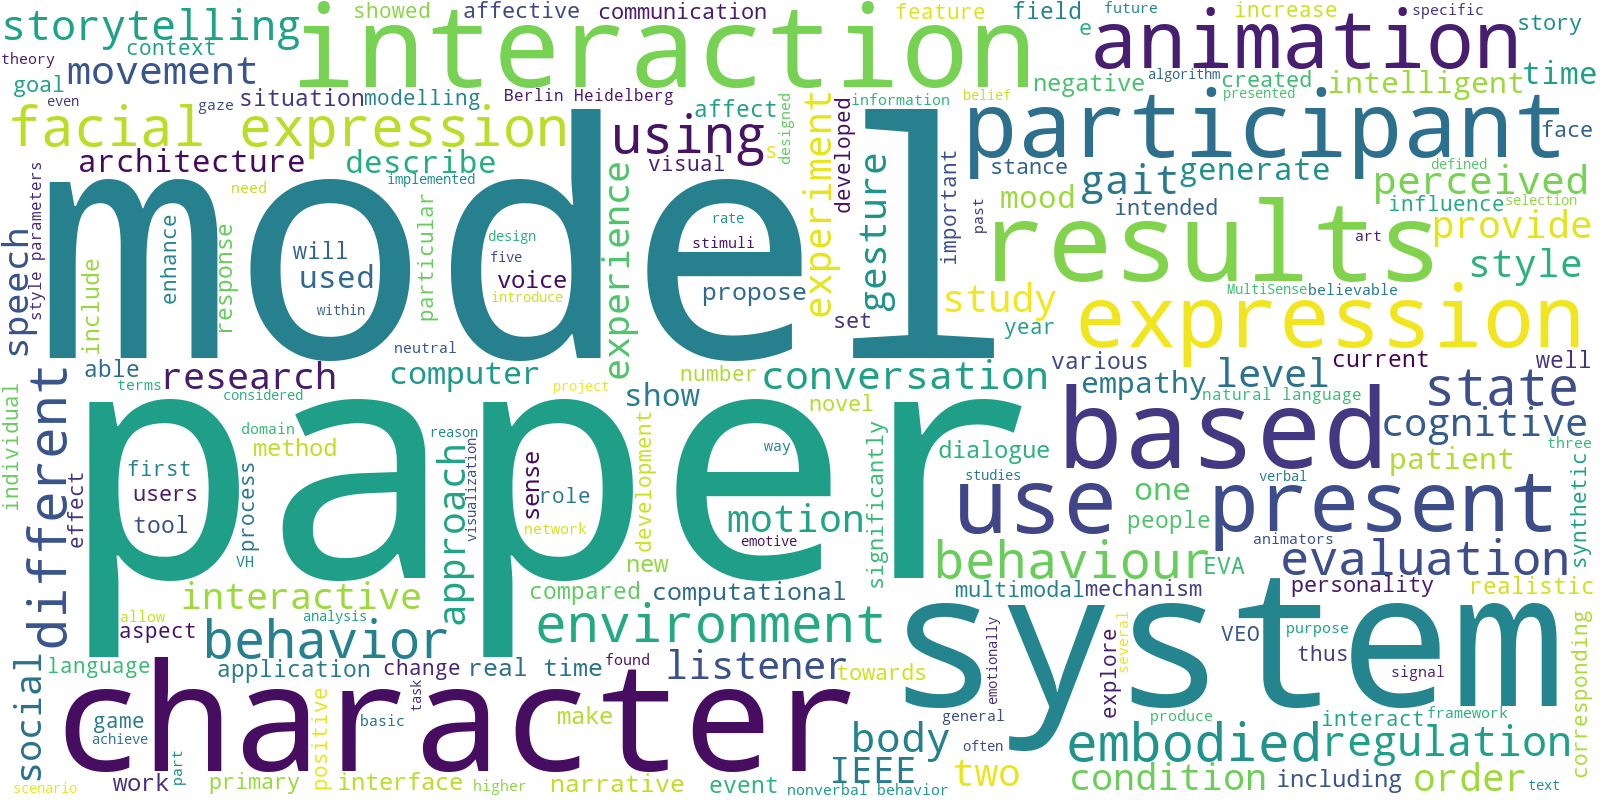 storytelling
interaction
showed
affective
communication
feature
field
future
increase
specific
animation
e
story
theory
context
movement
goal
even
gaze
situation
modelling
Berlin Heidelberg
affect
designed
information
belief
negative
algorithm
created
presented
intelligent
time
facial expression
using
s
experiment
developed
participant
face
architecture
describe
implemented
visual
gesture
important
stance
gait
generate
defined
perceived
need
mood
intended
influence
selection
speech
style parameters
include
enhance
response
model
will
used
within
particular
design
five
voice
introduce
rate
stimuli
propose
experience
set
past
results
art
provide
style
study
MultiSense
believable
year
expression
neutral
able
research
terms
considered
computer
project
show
number
conversation
novel
various
current
well
empathy
level
natural language
state
cognitive
individual
different
domain
method
reason
paper
way
first
users
tool
effect
process
VH
approach
visualization
sense
role
network
development
motion
emotive
significantly
dialogue
studies
based
one
people
patient
three
verbal
use
present
synthetic
animators
behaviour
EVA
evaluation
new
interactive
compared
computational
multimodal
mechanism
personality
realistic
allow
aspect
analysis
environment
system
VEO
purpose
thus
signal
several
explore
emotionally
behavior
language
application
change
real time
found
listener
towards
social
character
task
corresponding
game
achieve
positive
basic
make
body
general
often
produce
interact
framework
embodied
regulation
scenario
work
part
primary
interface
higher
narrative
event
IEEE
nonverbal behavior
two
condition
including
order
text